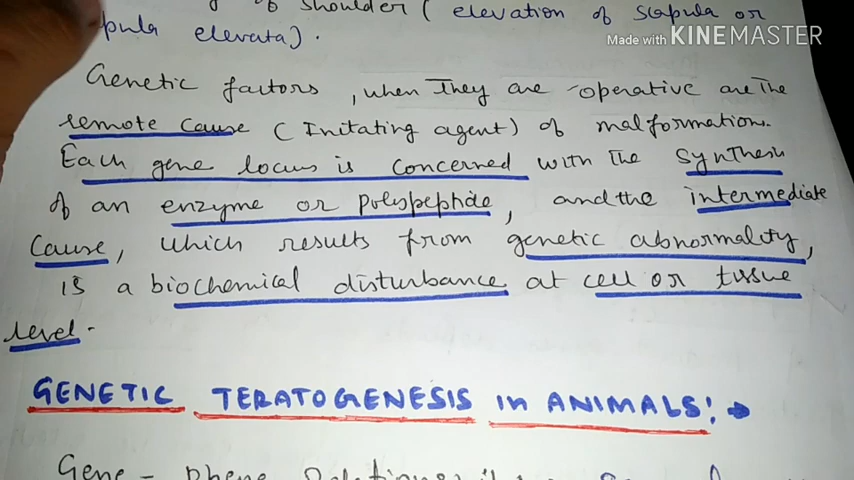 of shoulder ( elevation of scapula or
pula elevata ) .
Made with KINEMASTER
Genetic factors , when They are operative are The
remote cause ( Initating agent ) of malformation .
Each gene locus is concerned with The synthesis
of an enzyme or polypeptide , and the intermediate
cause , which results from genetic abnormality ,
is a biochemical disturbance at cell or tissue
level .
GENETIC TERATOGENESIS In ANIMALS : →
Gene - Phene